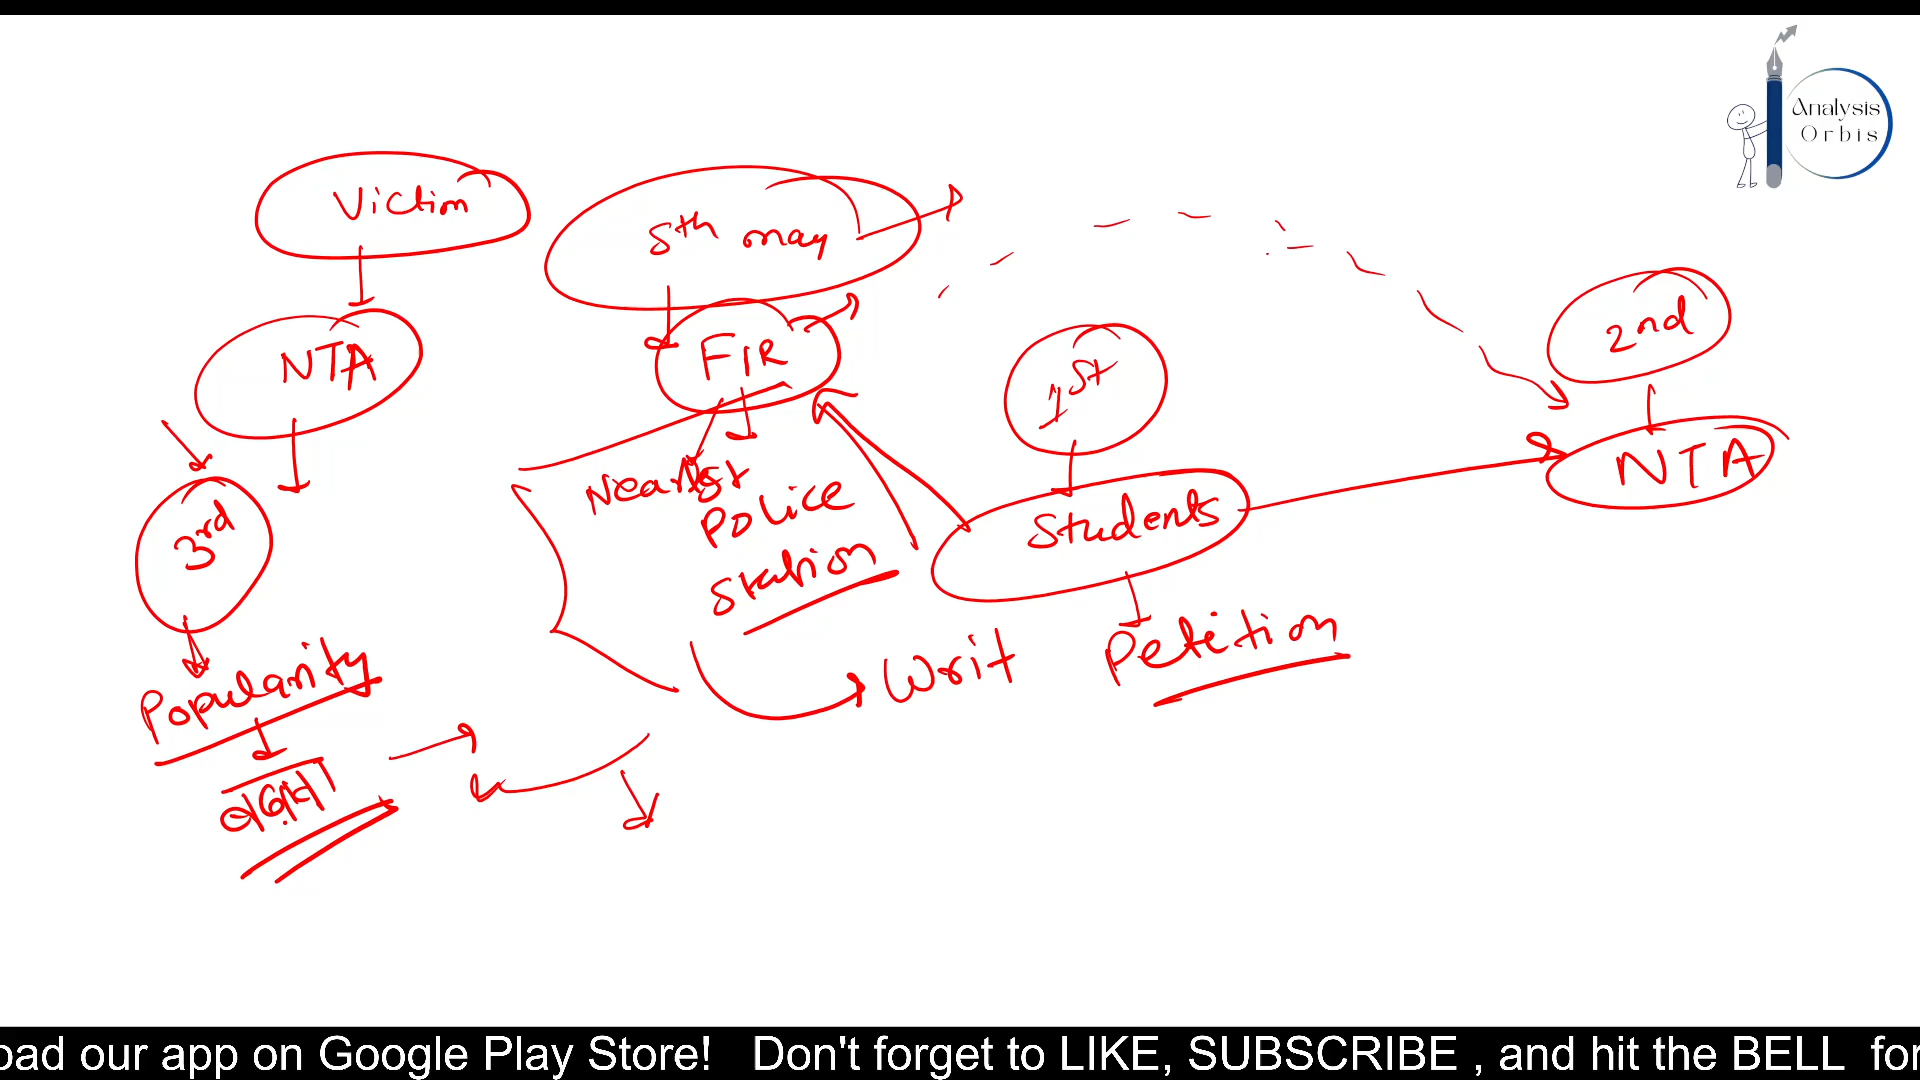 Analysis
Orbis
Victim
5th may
NTA
FIR
1st
2nd
NTA
Nearest
Police
station
Students
3rd
Writ Petition
Popularity
oad our app on Google Play Store! Don't forget to LIKE, SUBSCRIBE , and hit the BELL for